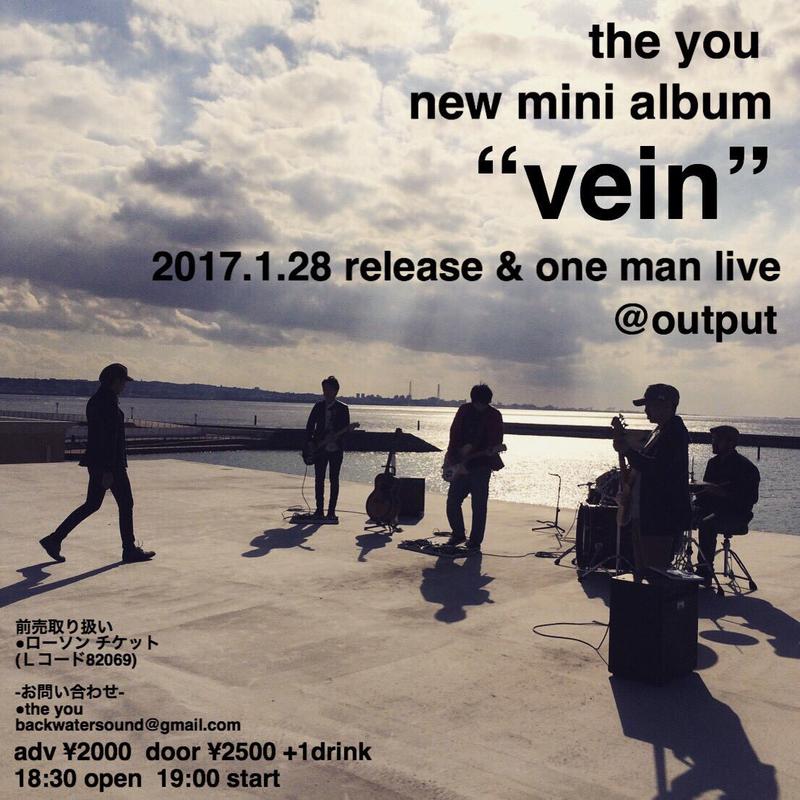 the you
new mini album
“vein”
2017.1.28 release & one man live
@output
前売取り扱い
●ローソン チケット
(Ｌコード82069)
-お問い合わせ-
●the you
backwatersound@gmail.com
adv ¥2000 door ¥2500 +1drink
18:30 open 19:00 start